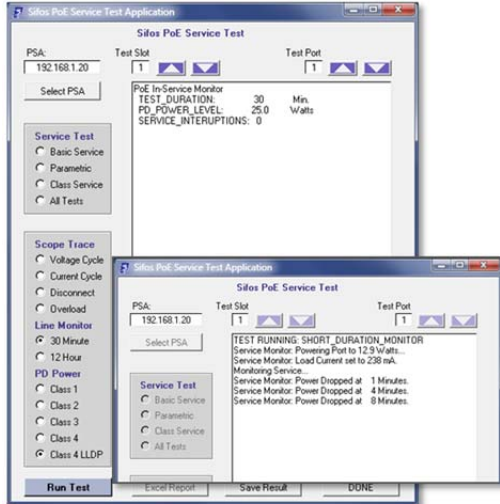 Sifos PoE Service Test Application
Sifos PoE Service Test
PSA:
Test Slot
Test Port
192.168.1.20
1
1
Select PSA
PoE In-Service Monitor
TEST_DURATION: 30 Min.
PD_POWER_LEVEL: 25.0 Watts
SERVICE_INTERUPTIONS: 0
Service Test
Basic Service
Parametric
Class Service
All Tests
Scope Trace
Voltage Cycle
Current Cycle
Disconnect
Overload
Line Monitor
30 Minute
12 Hour
PD Power
Class 1
Class 2
Class 3
Class 4
Class 4 LLDP
Run Test
Excel Report
Save Result
DONE
Sifos PoE Service Test Application
Sifos PoE Service Test
PSA:
Test Slot
Test Port
192.168.1.20
1
1
Select PSA
TEST RUNNING: SHORT_DURATION_MONITOR
Service Monitor: Powering Port to 12.9 Watts...
Service Monitor: Load Current set to 238 mA.
Monitoring Service...
Service Monitor: Power Dropped at 1 Minutes.
Service Monitor: Power Dropped at 4 Minutes.
Service Monitor: Power Dropped at 8 Minutes.
Service Test
Basic Service
Parametric
Class Service
All Tests